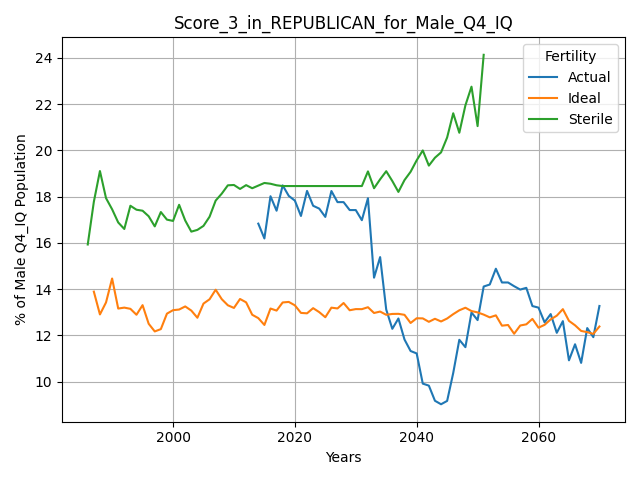 Score_3_in_REPUBLICAN_for_Male_Q4_IQ
Fertility
Actual
Ideal
Sterile
% of Male Q4_IQ Population
24
22
20
18
16
14
12
10
2000
2020
2040
2060
Years